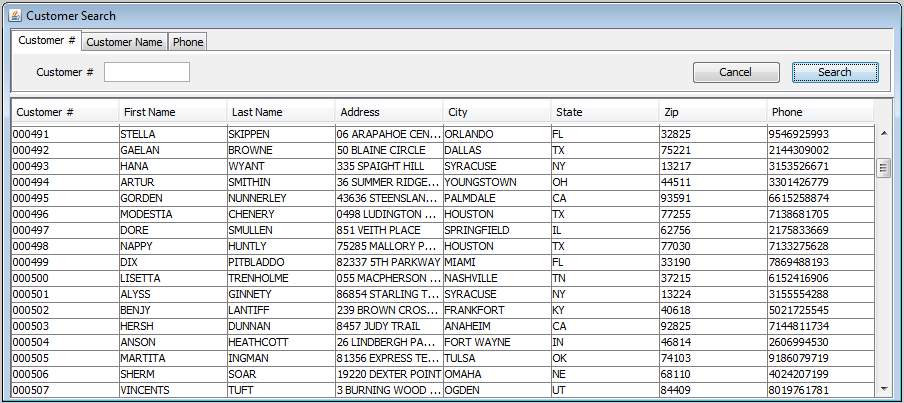 Customer Search
Customer # Customer Name Phone
Customer # Cancel Search
Customer # First Name Last Name Address City State Zip Phone
000491 STELLA SKIPPEN 06 ARAPAHOE CEN... ORLANDO FL 32825 9546925993
000492 GAELAN BROWNE 50 BLAINE CIRCLE DALLAS TX 75221 2144309002
000493 HANA WYANT 335 SPAIGHT HILL SYRACUSE NY 13217 3153526671
000494 ARTUR SMITHIN 36 SUMMER RIDGE... YOUNGSTOWN OH 44511 3301426779
000495 GORDEN NUNNERLEY 43636 STEENSLAN... PALMDALE CA 93591 6615258874
000496 MODESTIA CHENERY 0498 LUDINGTON ... HOUSTON TX 77255 7138681705
000497 DORE SMULLEN 851 VEITH PLACE SPRINGFIELD IL 62756 2175833669
000498 NAPPY HUNTLY 75285 MALLORY P... HOUSTON TX 77030 7133275628
000499 DIX PITBLADDO 82337 5TH PARKWAY MIAMI FL 33190 7869488193
000500 LISETTA TRENHOLME 055 MACPHERSON ... NASHVILLE TN 37215 6152416906
000501 ALYSS GINNETY 86854 STARLING T... SYRACUSE NY 13224 3155554288
000502 BENJY LANTIFF 239 BROWN CROS... FRANKFORT KY 40618 5021725545
000503 HERSH DUNNAN 8457 JUDY TRAIL ANAHEIM CA 92825 7144811734
000504 ANSON HEATHCOTT 26 LINDBERGH PA... FORT WAYNE IN 46814 2606994530
000505 MARTITA INGMAN 81356 EXPRESS TE... TULSA OK 74103 9186079719
000506 SHERM SOAR 19220 DEXTER POINT OMAHA NE 68110 4024207199
000507 VINCENTS TUFT 3 BURNING WOOD ... OGDEN UT 84409 8019761781